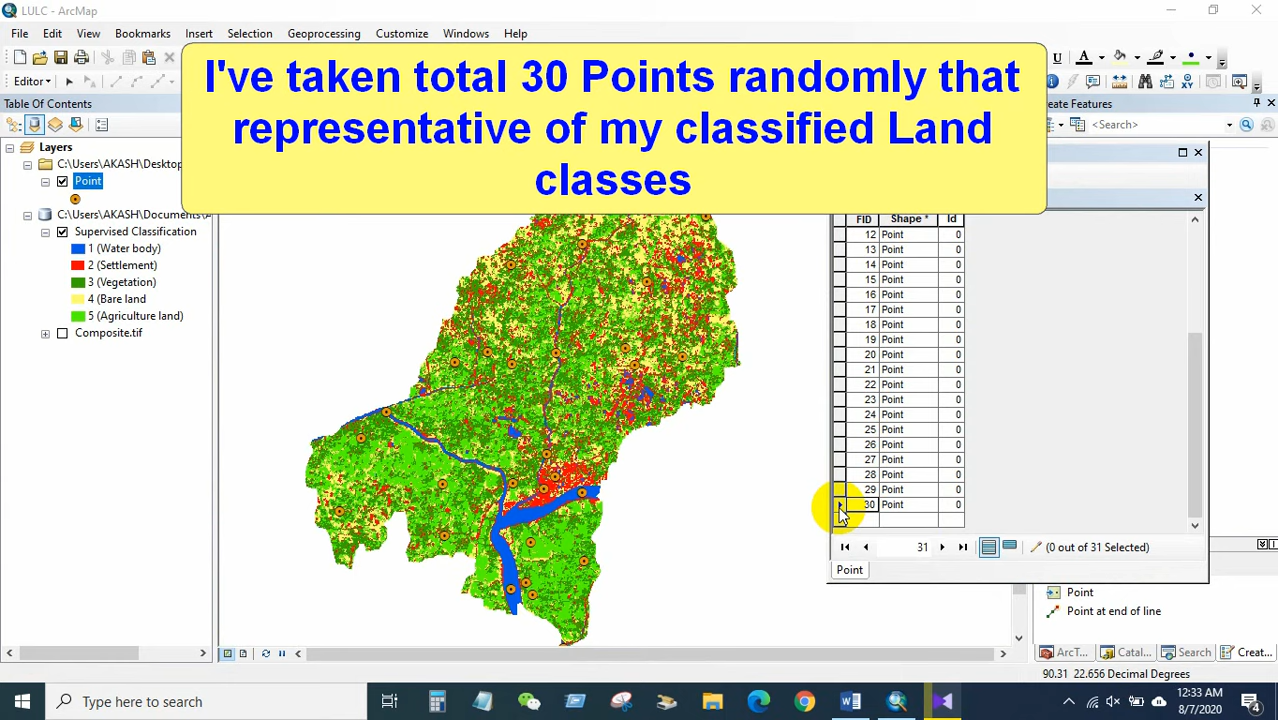 LULC - ArcMap
File Edit View Bookmarks Insert Selection Geoprocessing Customize Windows Help
I've taken total 30 Points randomly that
representative of my classified Land
classes
Editor
Table Of Contents
Layers
C:\Users\AKASH\Desktop
Point
C:\Users\AKASH\Documents\A
Supervised Classification
1 (Water body)
2 (Settlement)
3 (Vegetation)
4 (Bare land
5 (Agriculture land)
Composite.tif
U A
reate Features
<Search>
FID Shape * Id
12 Point 0
13 Point 0
14 Point 0
15 Point 0
16 Point 0
17 Point 0
18 Point 0
19 Point 0
20 Point 0
21 Point 0
22 Point 0
23 Point 0
24 Point 0
25 Point 0
26 Point 0
27 Point 0
28 Point 0
29 Point 0
30 Point 0
31 (0 out of 31 Selected)
Point
Point
Point at end of line
ArcT... Catal... Search Creat...
90.31 22.656 Decimal Degrees
Type here to search
12:33 AM
8/7/2020
4